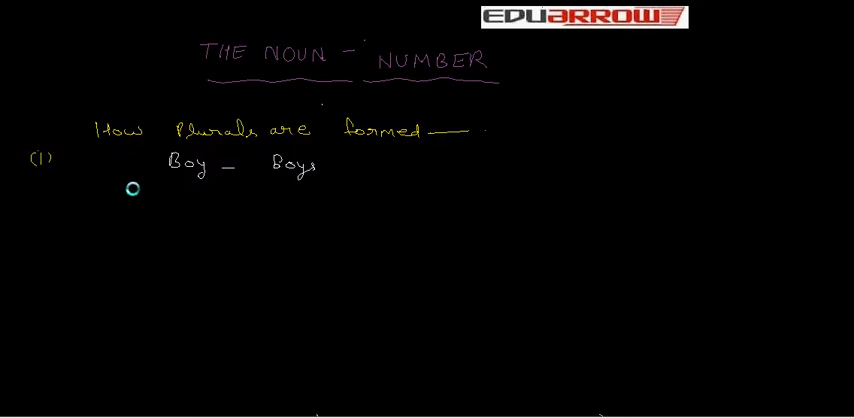 EDUARROW
THE NOUN - NUMBER
How Plurals are formed —
(1) Boy - Boys